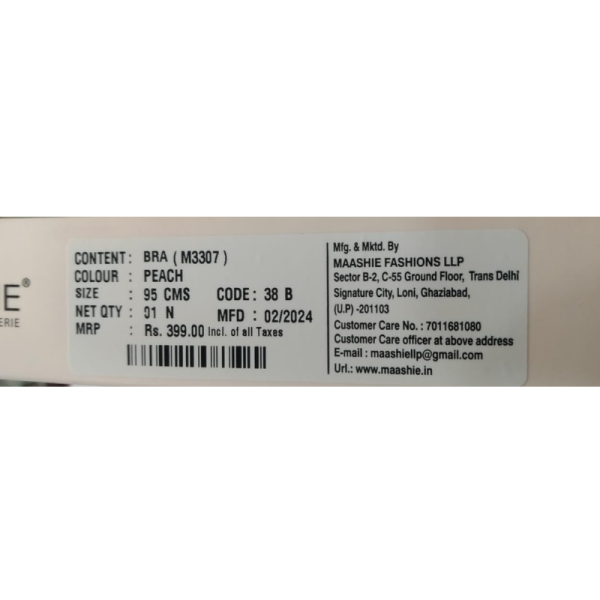 E®
ERIE
CONTENT : BRA ( M3307 )
COLOUR : PEACH
SIZE : 95 CMS CODE : 38 B
NET QTY : 01 N MFD : 02/2024
MRP : Rs. 399.00 Incl. of all Taxes
Mfg. & Mktd. By
MAASHIE FASHIONS LLP
Sector B-2, C-55 Ground Floor, Trans Delhi
Signature City, Loni, Ghaziabad,
(U.P) -201103
Customer Care No. : 7011681080
Customer Care officer at above address
E-mail : maashiellp@gmail.com
Url.: www.maashie.in